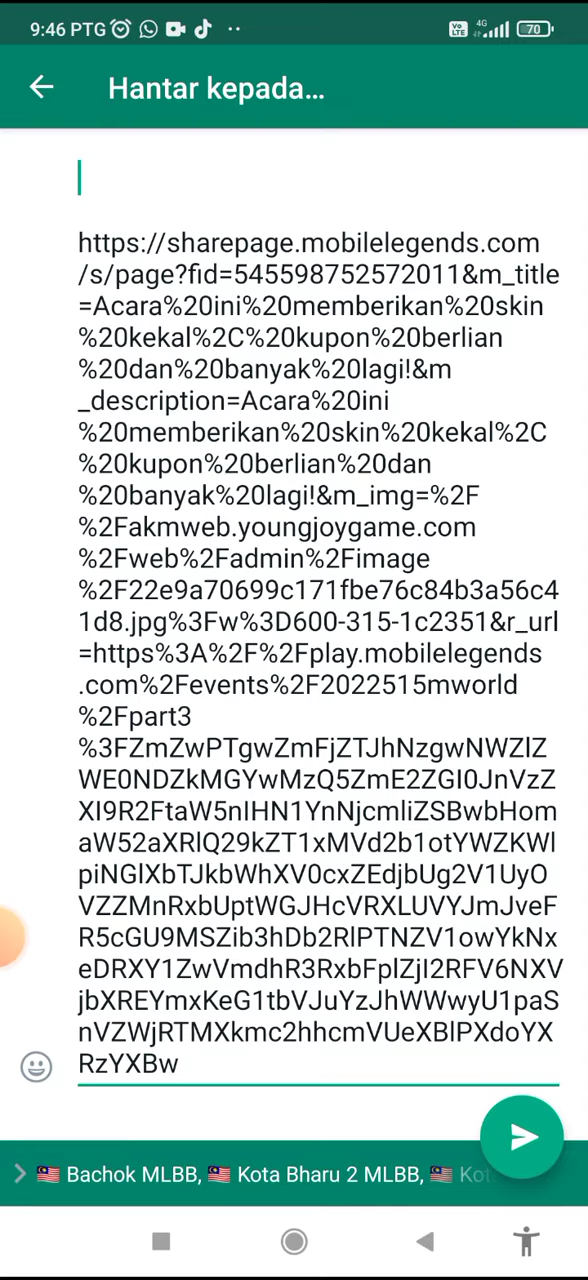 9:46 PTG
Vo LTE 4G 70
Hantar kepada...
https://sharepage.mobilelegends.com
/s/page?fid=545598752572011&m_title
=Acara%20ini%20memberikan%20skin
%20kekal%2C%20kupon%20berlian
%20dan%20banyak%20lagi!&m
_description=Acara%20ini
%20memberikan%20skin%20kekal%2C
%20kupon%20berlian%20dan
%20banyak%20lagi!&m_img=%2F
%2Fakmweb.youngjoygame.com
%2Fweb%2Fadmin%2Fimage
%2F22e9a70699c171fbe76c84b3a56c4
1d8.jpg%3Fw%3D600-315-1c2351&r_url
=https%3A%2F%2Fplay.mobilelegends
.com%2Fevents%2F2022515mworld
%2Fpart3
%3FZmZwPTgwZmFjZTJhNzgwNWZlZ
WE0NDZkMGYwMzQ5ZmE2ZGI0JnVzZ
XI9R2FtaW5nIHN1YnNjcmliZSBwbHom
aW52aXRlQ29kZT1xMVd2b1otYWZKWl
piNGlXbTJkbWhXV0cxZEdjbUg2V1UyO
VZZMnRxbUptWGJHcVRXLUVYJmJveF
R5cGU9MSZib3hDb2RlPTNZV1owYkNx
eDRXY1ZwVmdhR3RxbFplZjI2RFV6NXV
jbXREYmxKeG1tbVJuYzJhWWwyU1paS
nVZWjRTMXkmc2hhcmVUeXBlPXdoYX
RzYXBw
Bachok MLBB, Kota Bharu 2 MLBB, Kot